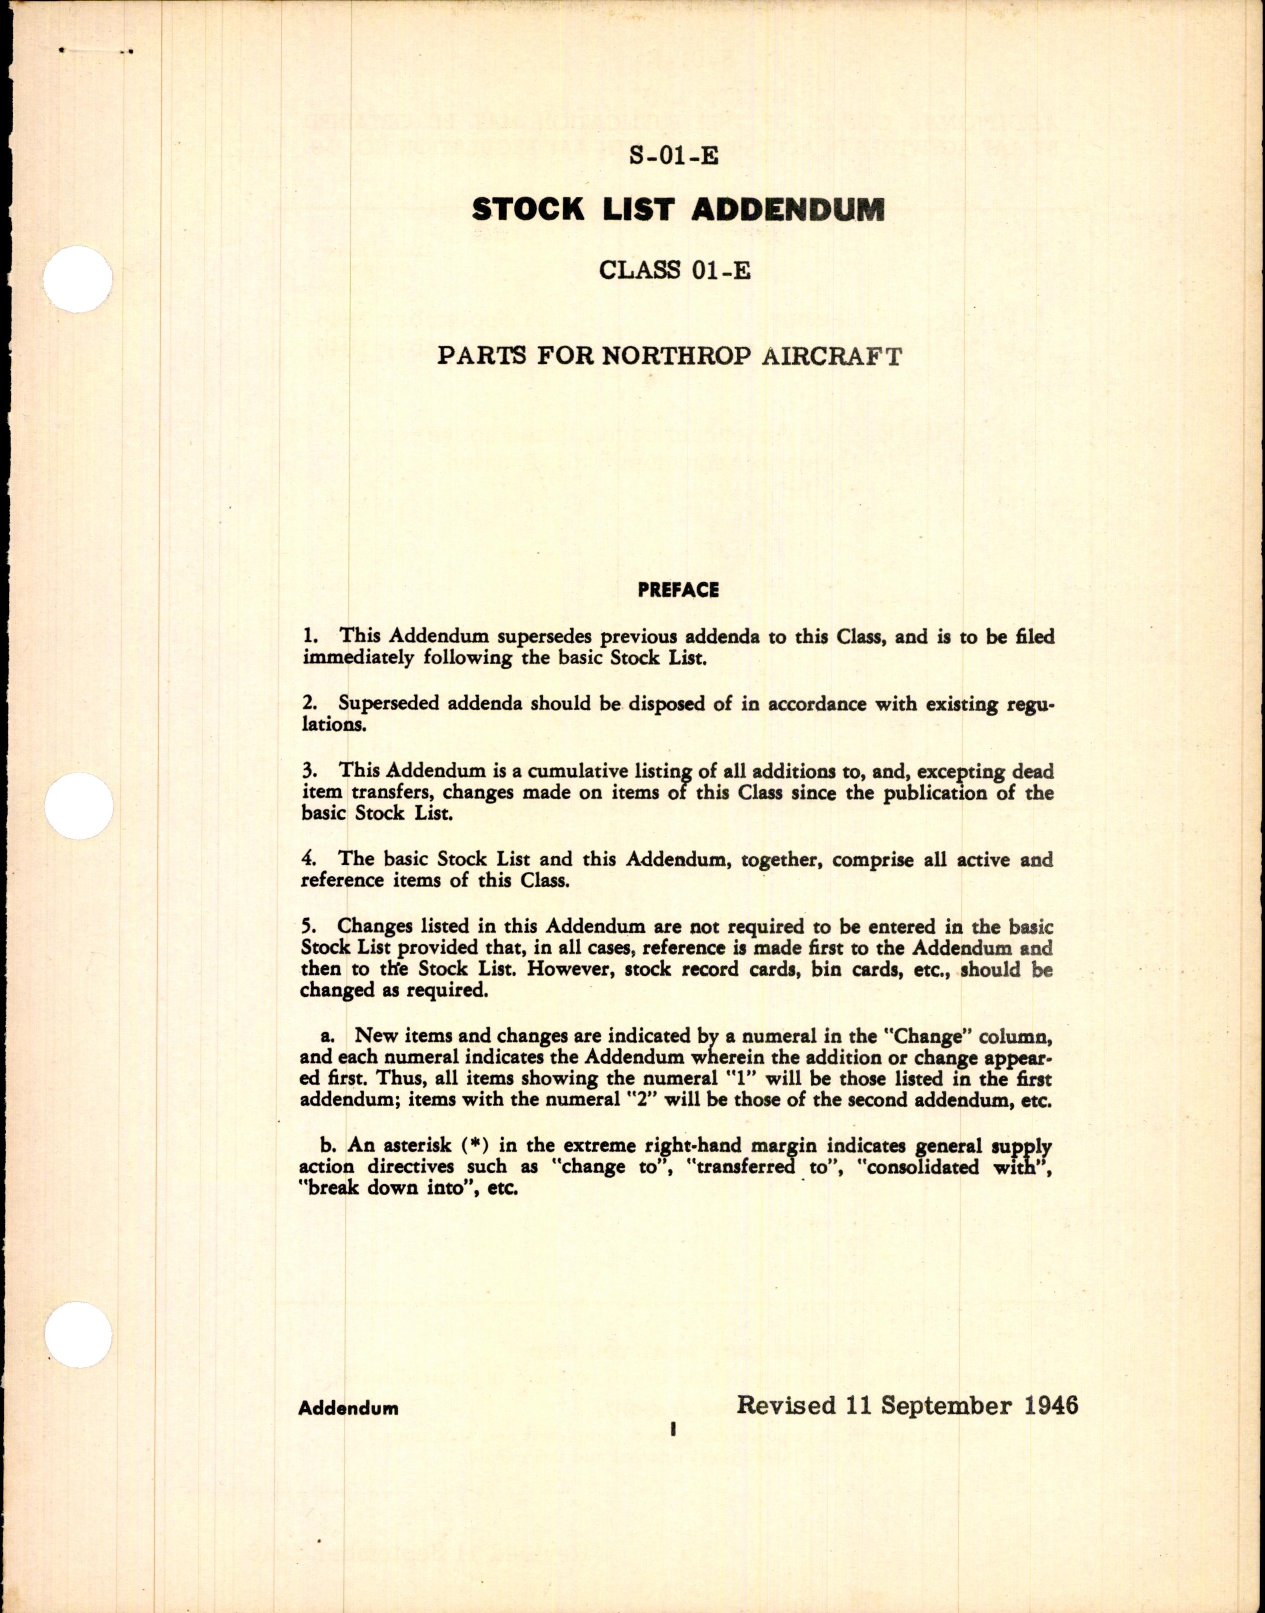 S-01-E
STOCK LIST ADDENDUM
CLASS 01-E
PARTS FOR NORTHROP AIRCRAFT
PREFACE
1. This Addendum supersedes previous addenda to this Class, and is to be filed
immediately following the basic Stock List.
2. Superseded addenda should be disposed of in accordance with existing regu-
lations.
3. This Addendum is a cumulative listing of all additions to, and, excepting dead
item transfers, changes made on items of this Class since the publication of the
basic Stock List.
4. The basic Stock List and this Addendum, together, comprise all active and
reference items of this Class.
5. Changes listed in this Addendum are not required to be entered in the basic
Stock List provided that, in all cases, reference is made first to the Addendum and
then to the Stock List. However, stock record cards, bin cards, etc., should be
changed as required.
a. New items and changes are indicated by a numeral in the "Change" column,
and each numeral indicates the Addendum wherein the addition or change appear-
ed first. Thus, all items showing the numeral "1" will be those listed in the first
addendum; items with the numeral "2" will be those of the second addendum, etc.
b. An asterisk (*) in the extreme right-hand margin indicates general supply
action directives such as "change to", "transferred to", "consolidated with",
"break down into", etc.
Addendum
Revised 11 September 1946
I